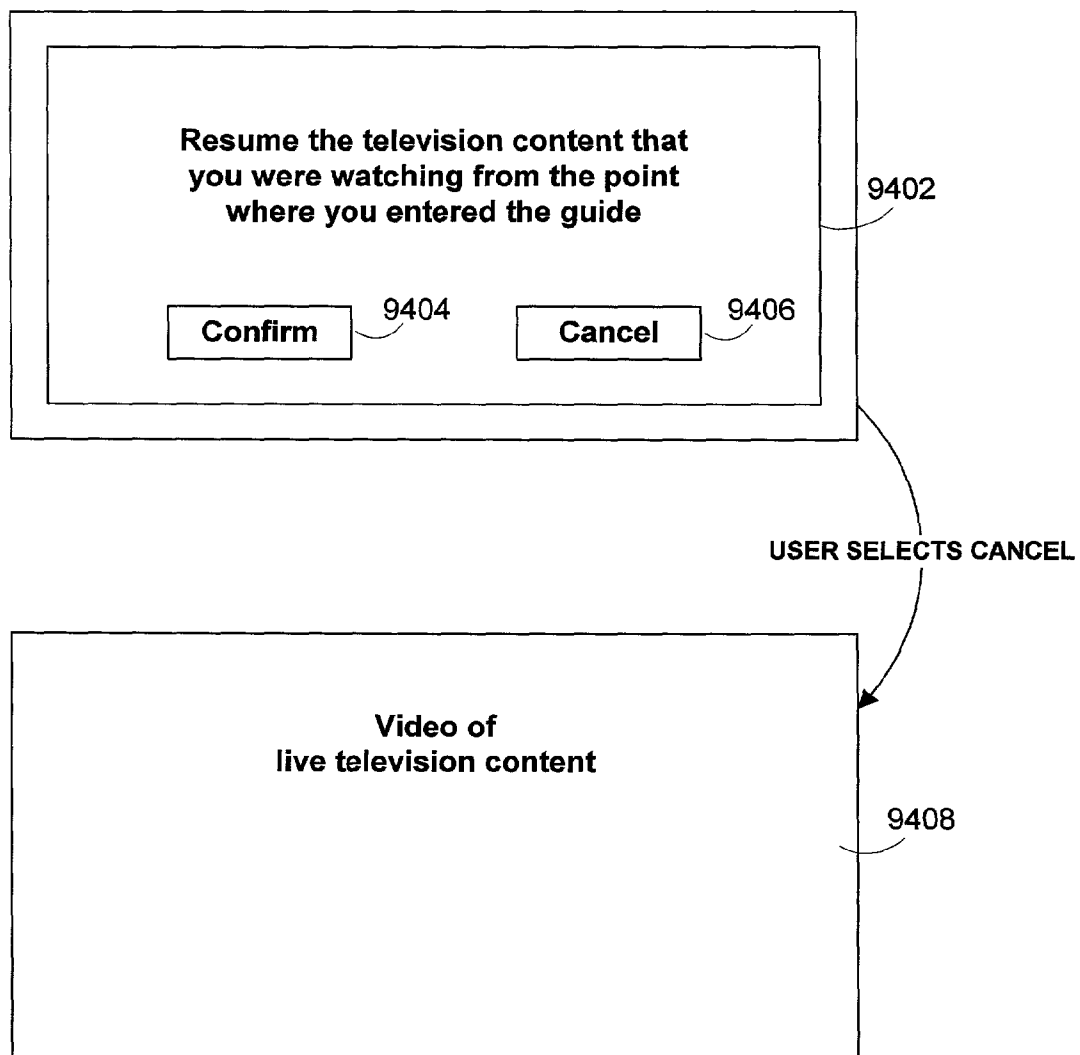 Resume the television content that
you were watching from the point
where you entered the guide
9402
Confirm
9404
Cancel
9406
USER SELECTS CANCEL
Video of
live television content
9408